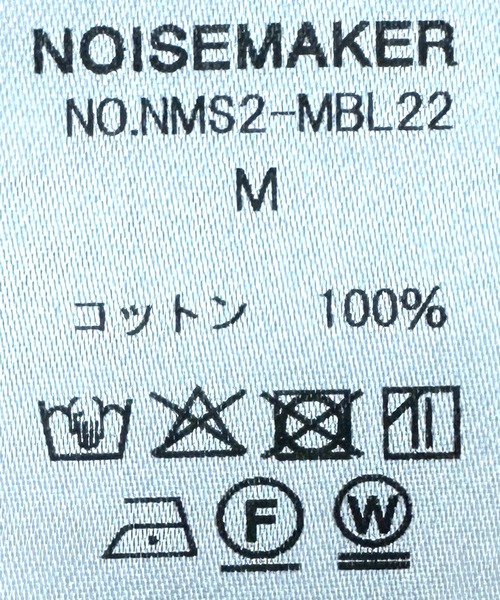 NOISEMAKER
NO.NMS2-MBL22
M
コットン 100%
F W